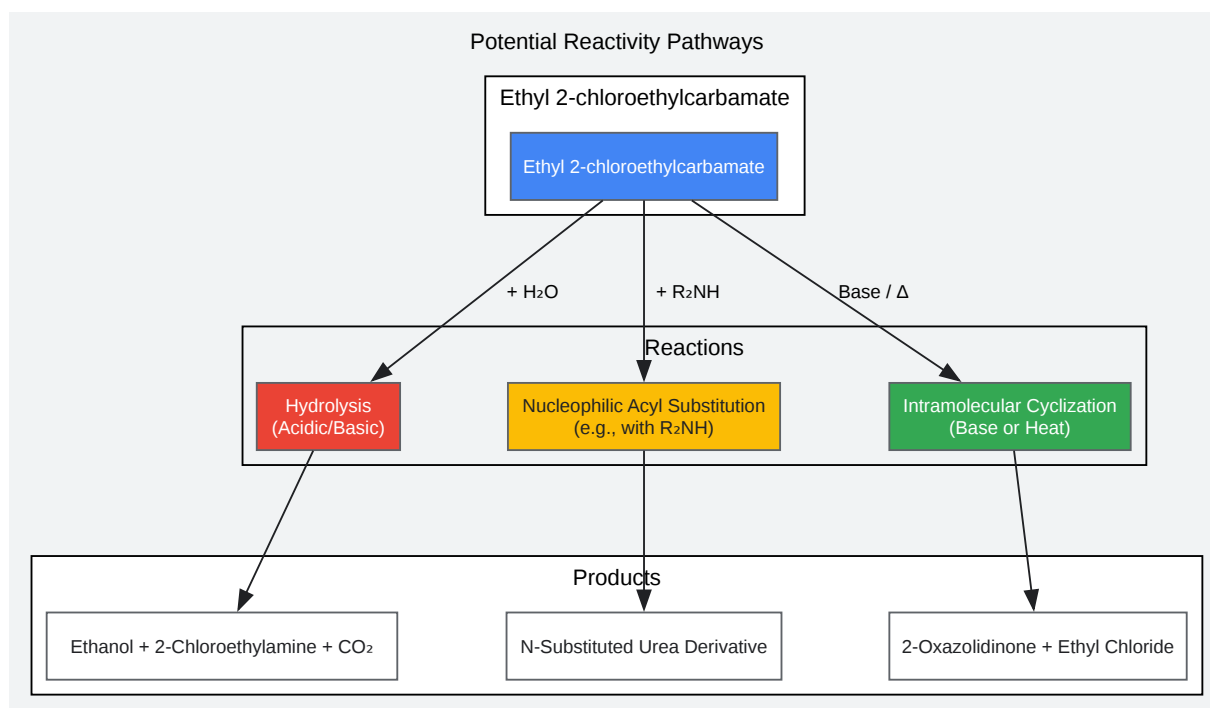 Potential Reactivity Pathways
Ethyl 2-chloroethylcarbamate
Ethyl 2-chloroethylcarbamate
+ H₂O
+ R₂NH
Base / Δ
Reactions
Hydrolysis
(Acidic/Basic)
Nucleophilic Acyl Substitution
(e.g., with R₂NH)
Intramolecular Cyclization
(Base or Heat)
Products
Ethanol + 2-Chloroethylamine + CO₂
N-Substituted Urea Derivative
2-Oxazolidinone + Ethyl Chloride